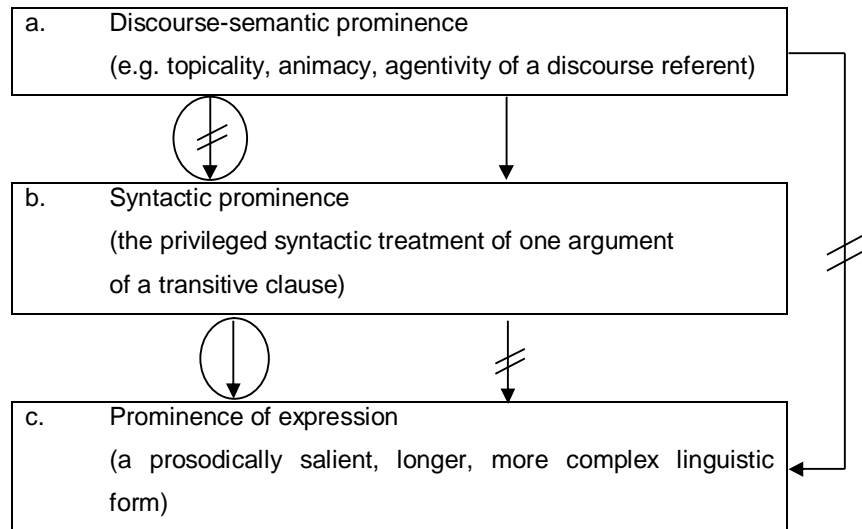 a. Discourse-semantic prominence
(e.g. topicality, animacy, agentivity of a discourse referent)
b. Syntactic prominence
(the privileged syntactic treatment of one argument
of a transitive clause)
c. Prominence of expression
(a prosodically salient, longer, more complex linguistic
form)